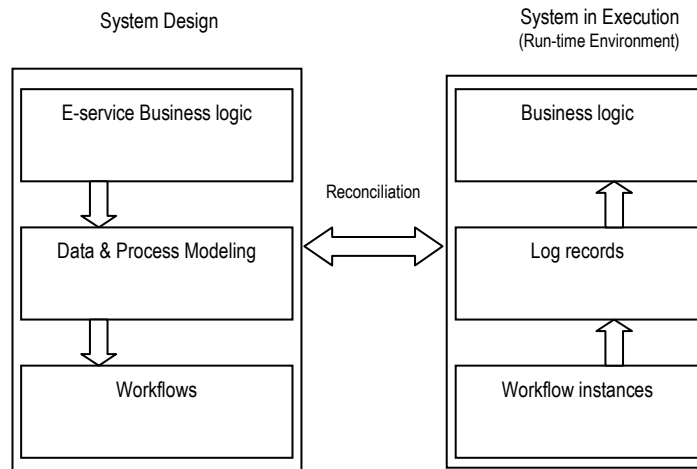 System Design
System in Execution
(Run-time Environment)
E-service Business logic
Business logic
Reconciliation
Data & Process Modeling
Log records
Workflows
Workflow instances